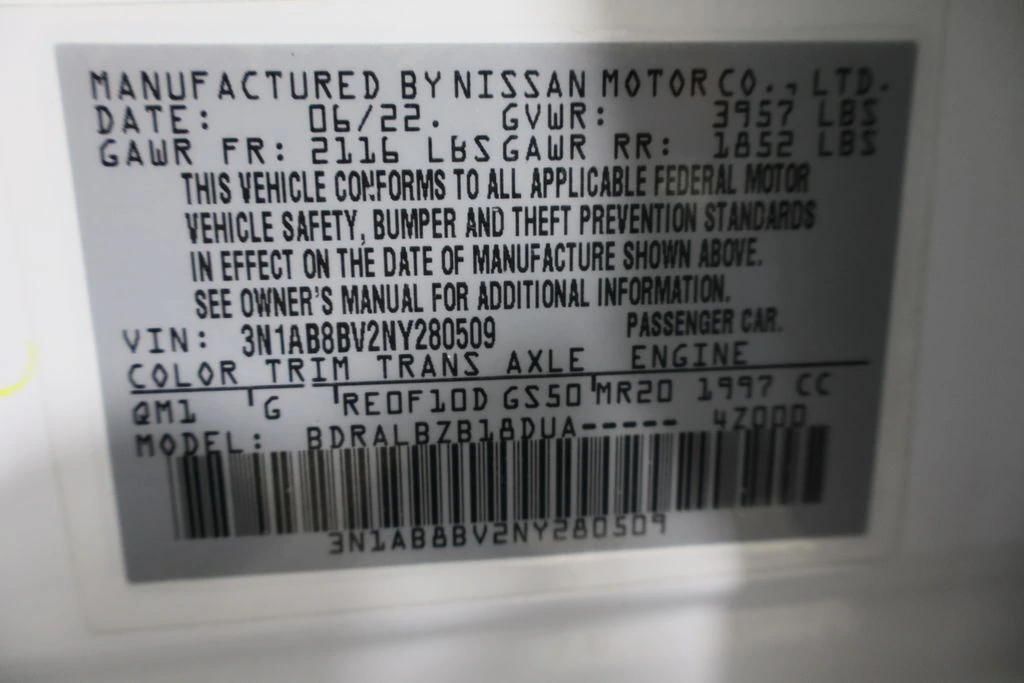 MANUFACTURED BY NISSAN MOTOR CO., LTD.
DATE: 06/22. GVWR: 3957 LBS
GAWR FR: 2116 LBS GAWR RR: 1852 LBS
THIS VEHICLE CONFORMS TO ALL APPLICABLE FEDERAL MOTOR
VEHICLE SAFETY, BUMPER AND THEFT PREVENTION STANDARDS
IN EFFECT ON THE DATE OF MANUFACTURE SHOWN ABOVE.
SEE OWNER'S MANUAL FOR ADDITIONAL INFORMATION.
VIN: 3N1AB8BV2NY280509 PASSENGER CAR.
COLOR TRIM TRANS AXLE ENGINE
QM1 G RE0F10D GS50 MR20 1997 CC
MODEL: BDRALBZB18DUA----- 4Z000
3N1AB8BV2NY280509